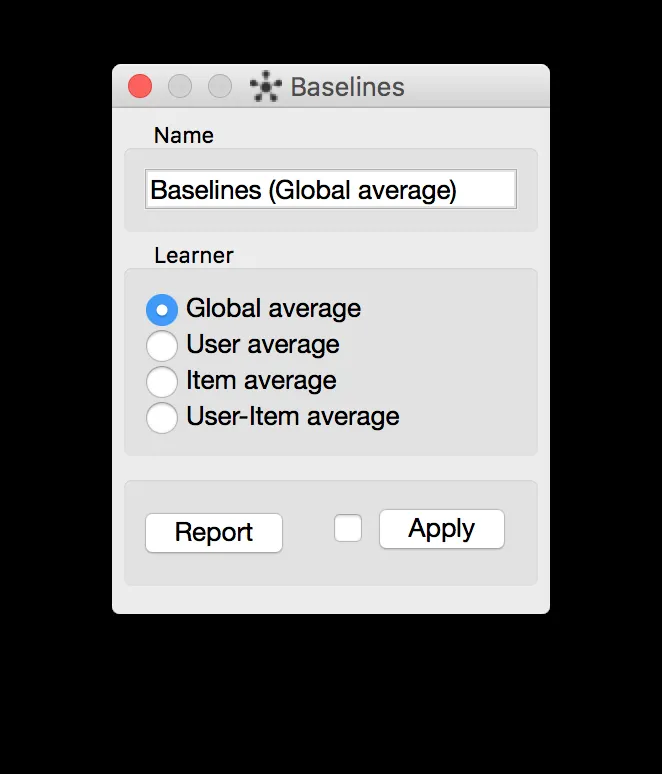 Baselines
Name
Baselines (Global average)
Learner
Global average
User average
Item average
User-Item average
Report
Apply